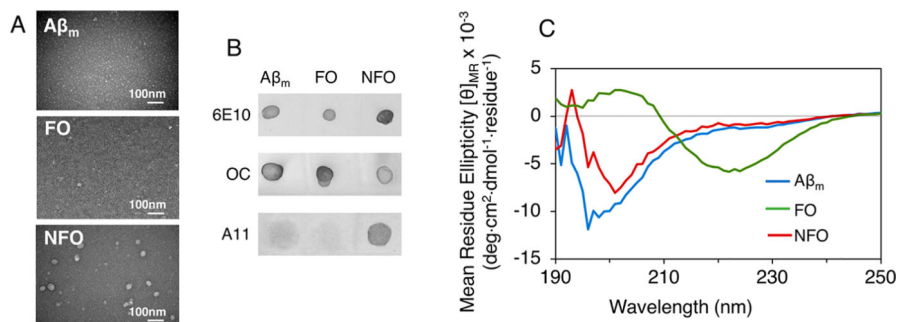 A
Aβm
100nm
FO
100nm
NFO
100nm
B
Aβm FO NFO
6E10
OC
A11
C
Mean Residue Ellipticity [θ]MR x 10-3
(deg·cm2·dmol-1·residue-1)
5
0
-5
-10
-15
190 210 230 250
Wavelength (nm)
Aβm
FO
NFO